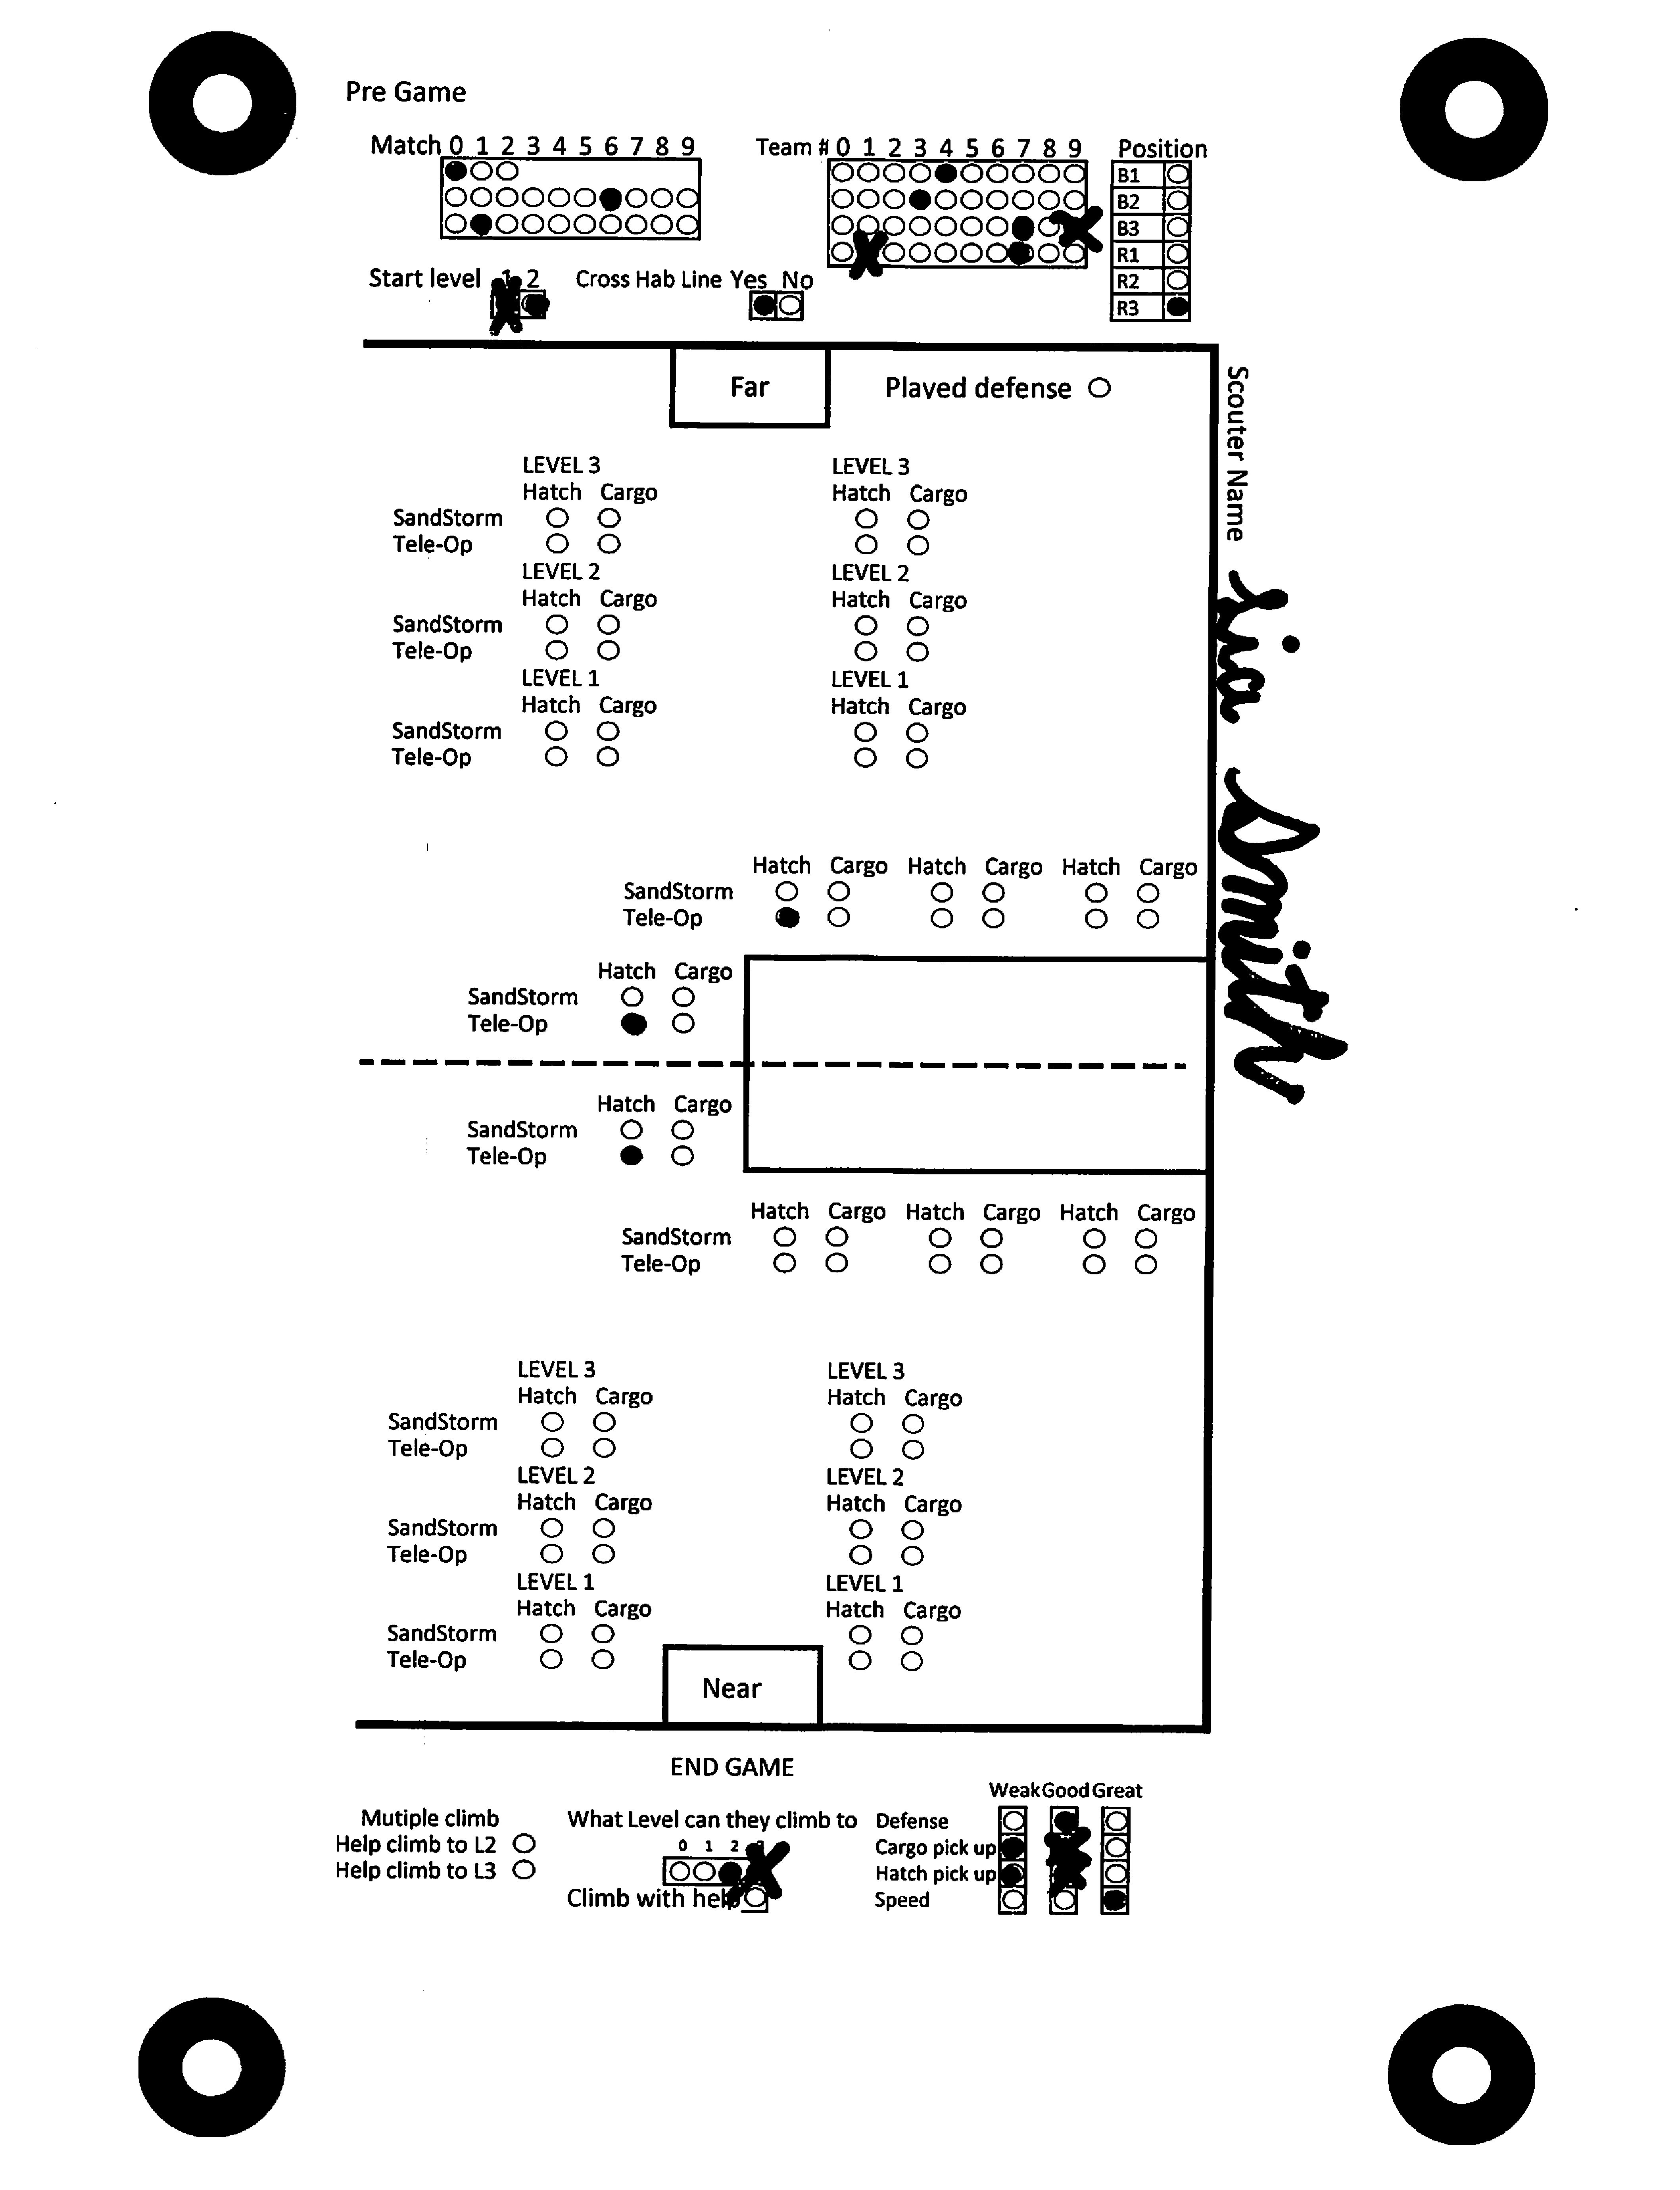 Pre Game
Match 0 1 2 3 4 5 6 7 8 9
Team # 0 1 2 3 4 5 6 7 8 9
Position
B1
B2
B3
R1
R2
R3
Start level 1 2
Cross Hab Line Yes No
Far
Played defense
Scouter Name
Smith
LEVEL 3 LEVEL 3
Hatch Cargo Hatch Cargo
SandStorm
Tele-Op
LEVEL 2 LEVEL 2
Hatch Cargo Hatch Cargo
SandStorm
Tele-Op
LEVEL 1 LEVEL 1
Hatch Cargo Hatch Cargo
SandStorm
Tele-Op
Hatch Cargo Hatch Cargo Hatch Cargo
SandStorm
Tele-Op
Hatch Cargo
SandStorm
Tele-Op
Hatch Cargo
SandStorm
Tele-Op
Hatch Cargo Hatch Cargo Hatch Cargo
SandStorm
Tele-Op
LEVEL 3 LEVEL 3
Hatch Cargo Hatch Cargo
SandStorm
Tele-Op
LEVEL 2 LEVEL 2
Hatch Cargo Hatch Cargo
SandStorm
Tele-Op
LEVEL 1 LEVEL 1
Hatch Cargo Hatch Cargo
SandStorm
Tele-Op
Near
END GAME
Mutiple climb
Help climb to L2
Help climb to L3
What Level can they climb to
0 1 2
Climb with help
Weak Good Great
Defense
Cargo pick up
Hatch pick up
Speed